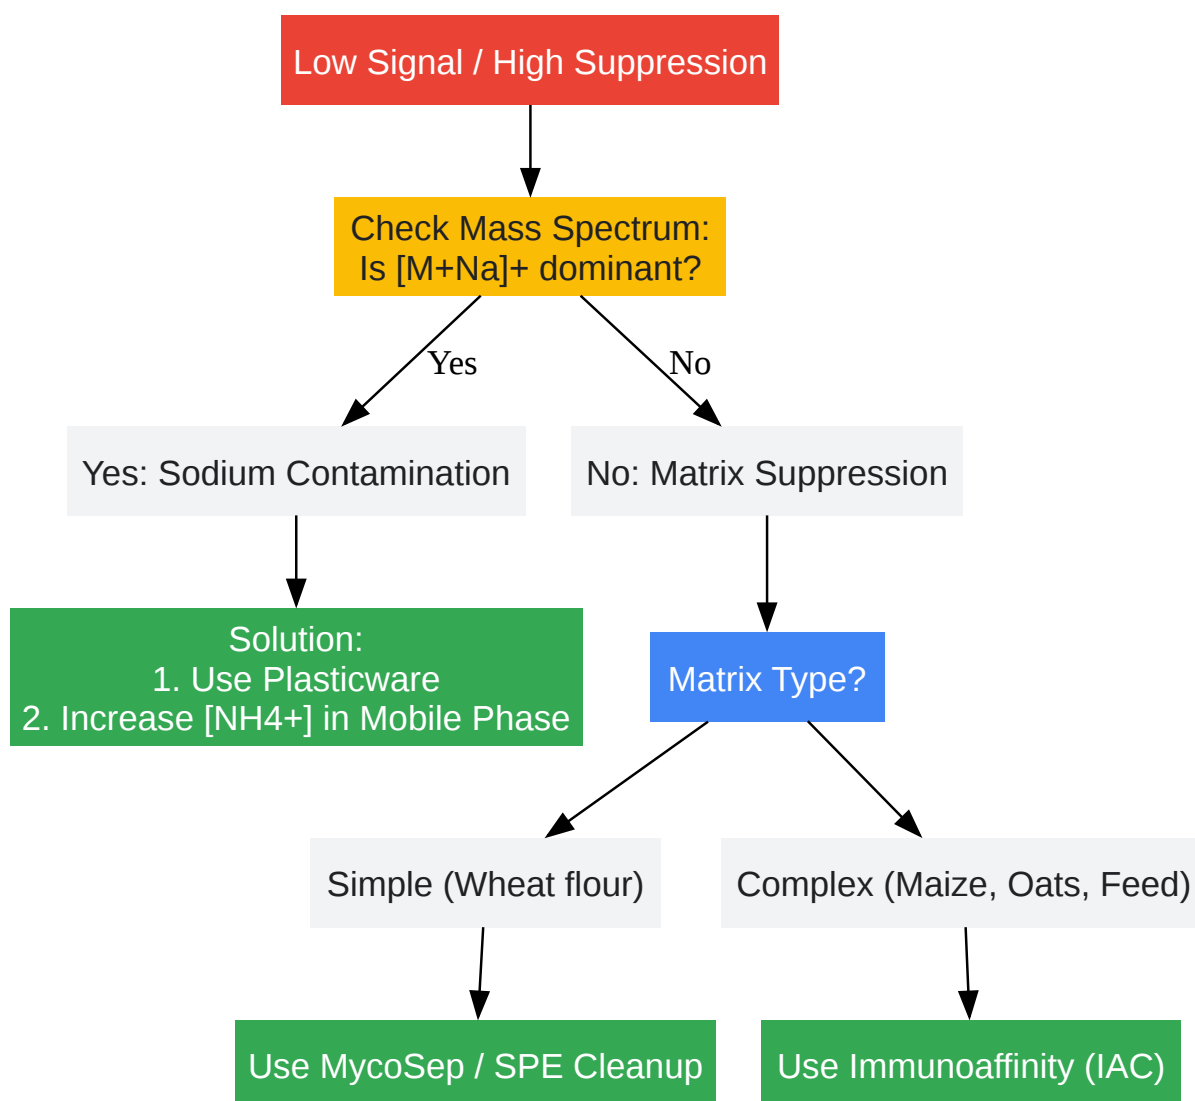 Low Signal / High Suppression
Check Mass Spectrum:
Is [M+Na]+ dominant?
Yes
No
Yes: Sodium Contamination
No: Matrix Suppression
Solution:
1. Use Plasticware
2. Increase [NH4+] in Mobile Phase
Matrix Type?
Simple (Wheat flour)
Complex (Maize, Oats, Feed)
Use MycoSep / SPE Cleanup
Use Immunoaffinity (IAC)